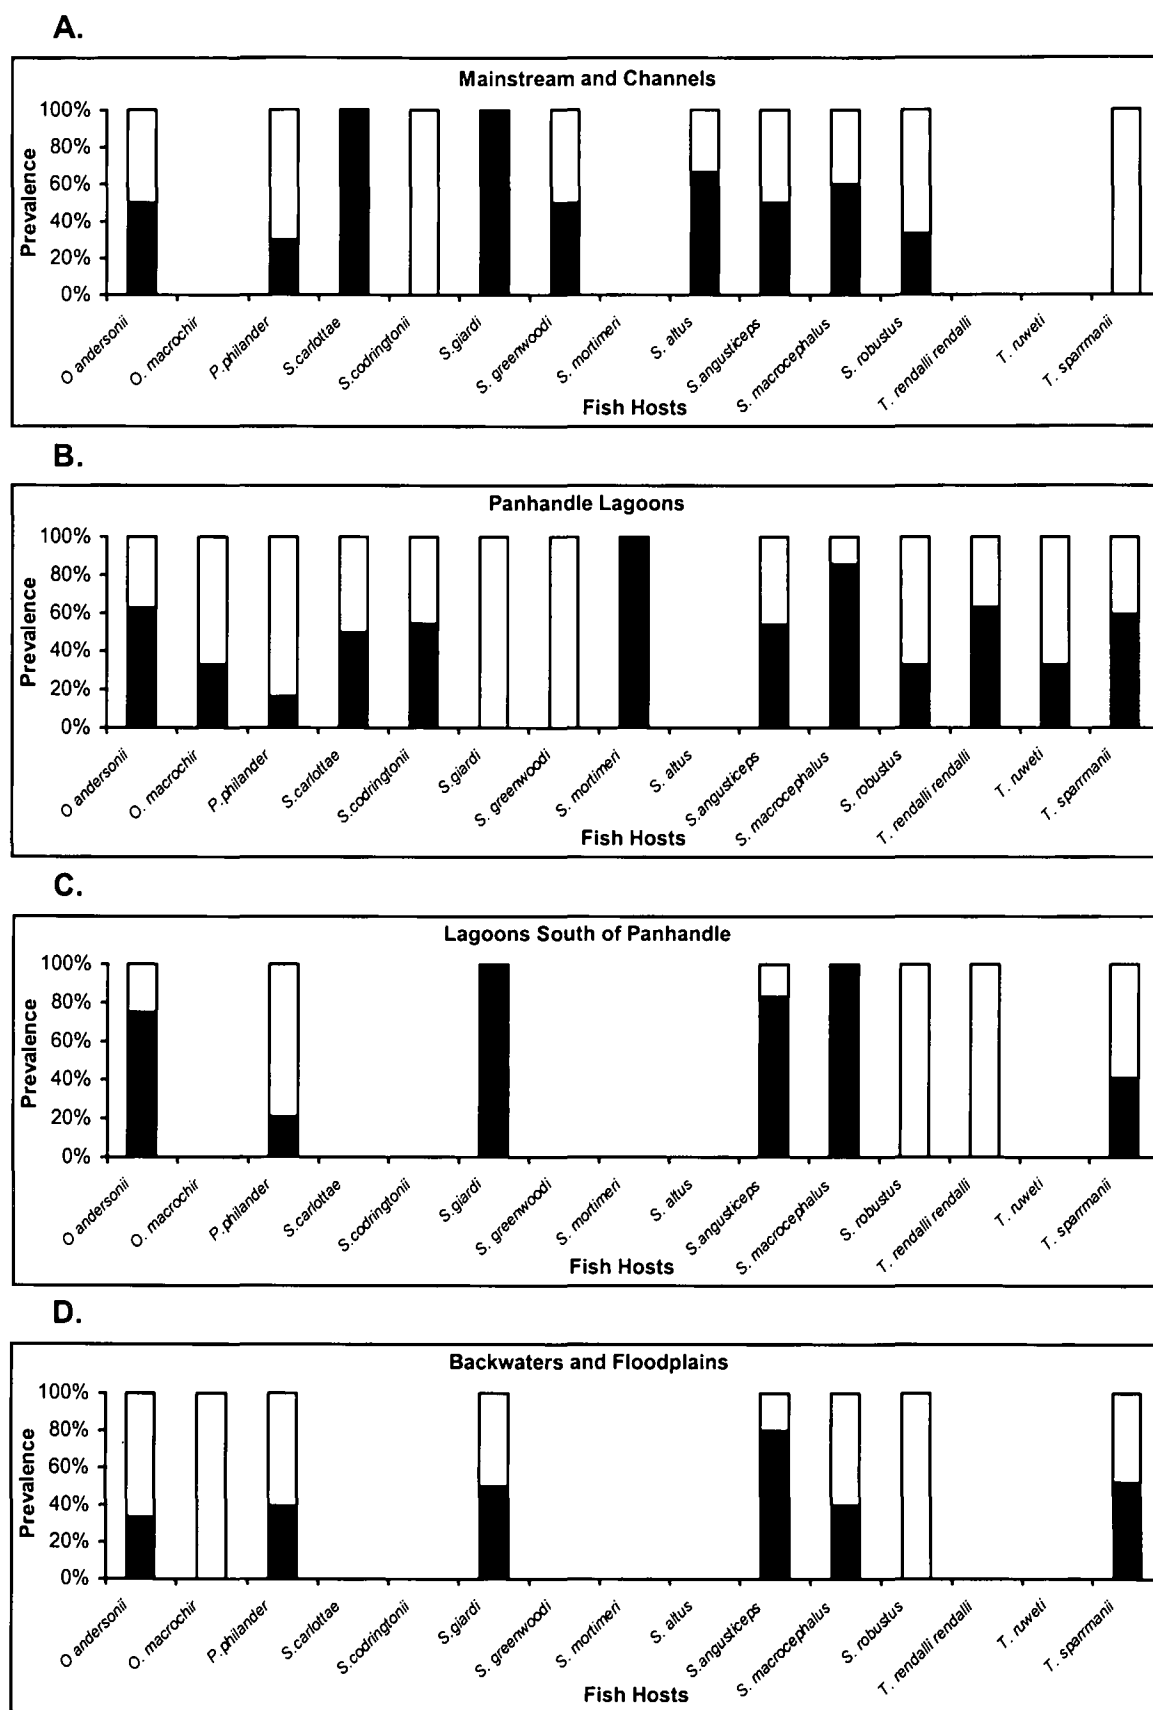 A.
Mainstream and Channels
Prevalence
100%
80%
60%
40%
20%
0%
O andersonii
O. macrochir
P.philander
S.carlottae
S.codringtonii
S.giardi
S. greenwoodi
S. mortimeri
S. altus
S.angusticeps
S. macrocephalus
S. robustus
T. rendalli rendalli
T. ruweti
T. sparrmanii
Fish Hosts
B.
Panhandle Lagoons
Prevalence
100%
80%
60%
40%
20%
0%
O andersonii
O. macrochir
P.philander
S.carlottae
S.codringtonii
S.giardi
S. greenwoodi
S. mortimeri
S. altus
S.angusticeps
S. macrocephalus
S. robustus
T. rendalli rendalli
T. ruweti
T. sparrmanii
Fish Hosts
C.
Lagoons South of Panhandle
Prevalence
100%
80%
60%
40%
20%
0%
O andersonii
O. macrochir
P.philander
S.carlottae
S.codringtonii
S.giardi
S. greenwoodi
S. mortimeri
S. altus
S.angusticeps
S. macrocephalus
S. robustus
T. rendalli rendalli
T. ruweti
T. sparrmanii
Fish Hosts
D.
Backwaters and Floodplains
Prevalence
100%
80%
60%
40%
20%
0%
O andersonii
O. macrochir
P.philander
S.carlottae
S.codringtonii
S.giardi
S. greenwoodi
S. mortimeri
S. altus
S.angusticeps
S. macrocephalus
S. robustus
T. rendalli rendalli
T. ruweti
T. sparrmanii
Fish Hosts